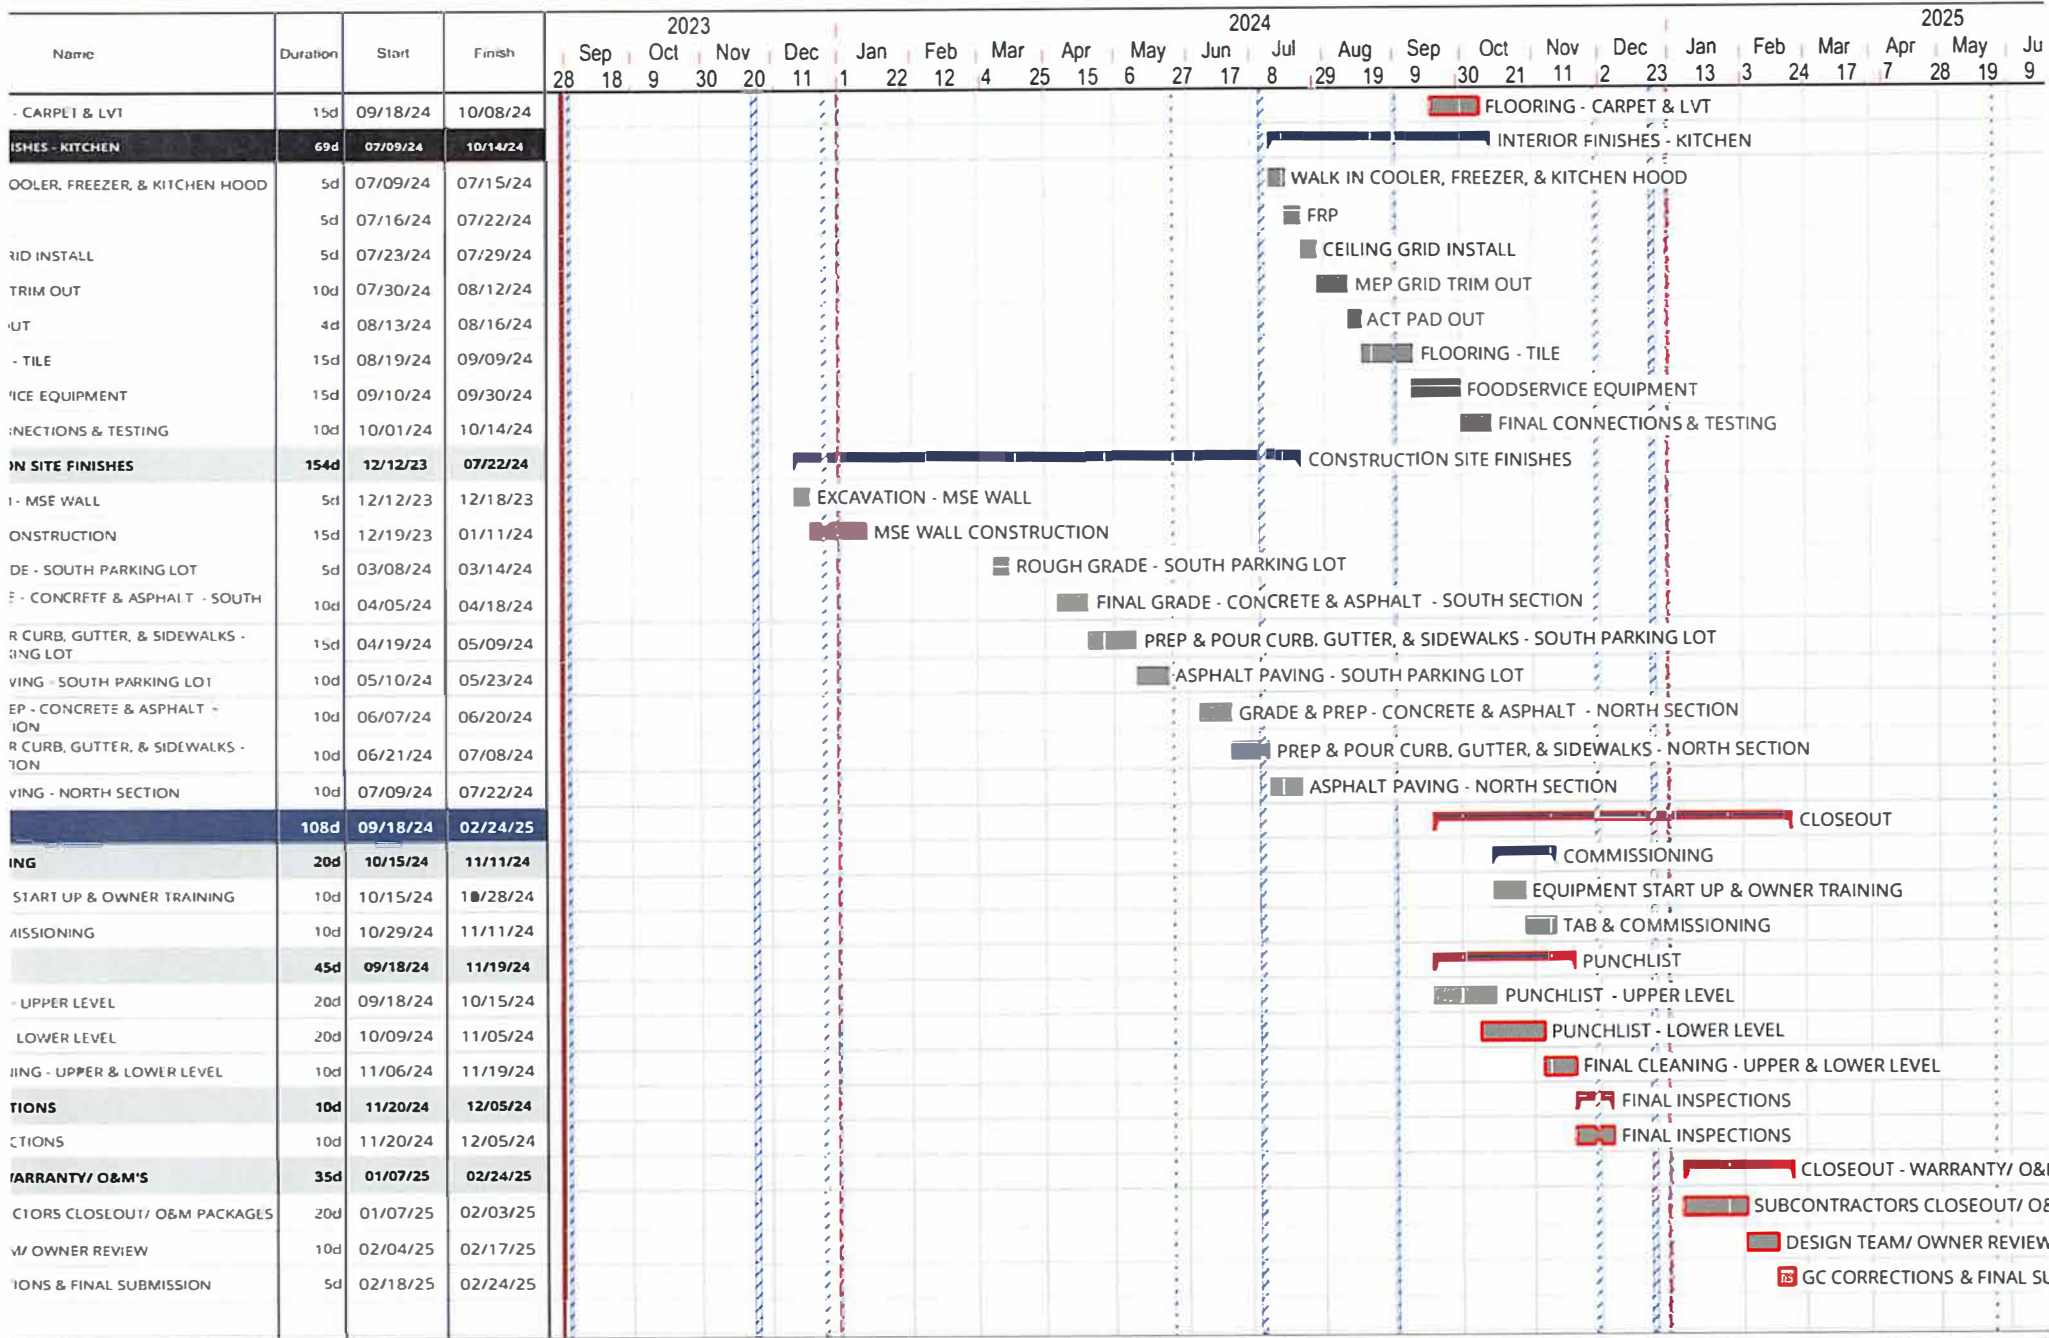 2023 2024 2025
Name Duration Start Finish Sep Oct Nov Dec Jan Feb Mar Apr May Jun Jul Aug Sep Oct Nov Dec Jan Feb Mar Apr May Ju
28 18 9 30 20 11 1 22 12 4 25 15 6 27 17 8 29 19 9 30 21 11 2 23 13 3 24 17 7 28 19 9
- CARPET & LVT 15d 09/18/24 10/08/24 FLOORING - CARPET & LVT
ISHES - KITCHEN 69d 07/09/24 10/14/24 INTERIOR FINISHES - KITCHEN
OOLER, FREEZER, & KITCHEN HOOD 5d 07/09/24 07/15/24 WALK IN COOLER, FREEZER, & KITCHEN HOOD
5d 07/16/24 07/22/24 FRP
RID INSTALL 5d 07/23/24 07/29/24 CEILING GRID INSTALL
TRIM OUT 10d 07/30/24 08/12/24 MEP GRID TRIM OUT
UT 4d 08/13/24 08/16/24 ACT PAD OUT
- TILE 15d 08/19/24 09/09/24 FLOORING - TILE
ICE EQUIPMENT 15d 09/10/24 09/30/24 FOODSERVICE EQUIPMENT
NNECTIONS & TESTING 10d 10/01/24 10/14/24 FINAL CONNECTIONS & TESTING
ON SITE FINISHES 154d 12/12/23 07/22/24 CONSTRUCTION SITE FINISHES
- MSE WALL 5d 12/12/23 12/18/23 EXCAVATION - MSE WALL
ONSTRUCTION 15d 12/19/23 01/11/24 MSE WALL CONSTRUCTION
DE - SOUTH PARKING LOT 5d 03/08/24 03/14/24 ROUGH GRADE - SOUTH PARKING LOT
E - CONCRETE & ASPHALT - SOUTH 10d 04/05/24 04/18/24 FINAL GRADE - CONCRETE & ASPHALT - SOUTH SECTION
R CURB, GUTTER, & SIDEWALKS -
KING LOT 15d 04/19/24 05/09/24 PREP & POUR CURB, GUTTER, & SIDEWALKS - SOUTH PARKING LOT
VING - SOUTH PARKING LOT 10d 05/10/24 05/23/24 ASPHALT PAVING - SOUTH PARKING LOT
EP - CONCRETE & ASPHALT -
ION 10d 06/07/24 06/20/24 GRADE & PREP - CONCRETE & ASPHALT - NORTH SECTION
R CURB, GUTTER, & SIDEWALKS -
TION 10d 06/21/24 07/08/24 PREP & POUR CURB, GUTTER, & SIDEWALKS - NORTH SECTION
VING - NORTH SECTION 10d 07/09/24 07/22/24 ASPHALT PAVING - NORTH SECTION
108d 09/18/24 02/24/25 CLOSEOUT
ING 20d 10/15/24 11/11/24 COMMISSIONING
START UP & OWNER TRAINING 10d 10/15/24 10/28/24 EQUIPMENT START UP & OWNER TRAINING
MISSIONING 10d 10/29/24 11/11/24 TAB & COMMISSIONING
45d 09/18/24 11/19/24 PUNCHLIST
- UPPER LEVEL 20d 09/18/24 10/15/24 PUNCHLIST - UPPER LEVEL
LOWER LEVEL 20d 10/09/24 11/05/24 PUNCHLIST - LOWER LEVEL
NING - UPPER & LOWER LEVEL 10d 11/06/24 11/19/24 FINAL CLEANING - UPPER & LOWER LEVEL
TIONS 10d 11/20/24 12/05/24 FINAL INSPECTIONS
CTIONS 10d 11/20/24 12/05/24 FINAL INSPECTIONS
ARRANTY/ O&M'S 35d 01/07/25 02/24/25 CLOSEOUT - WARRANTY/ O&M
CTORS CLOSEOUT/ O&M PACKAGES 20d 01/07/25 02/03/25 SUBCONTRACTORS CLOSEOUT/ O&
M/ OWNER REVIEW 10d 02/04/25 02/17/25 DESIGN TEAM/ OWNER REVIEW
IONS & FINAL SUBMISSION 5d 02/18/25 02/24/25 GC CORRECTIONS & FINAL SU